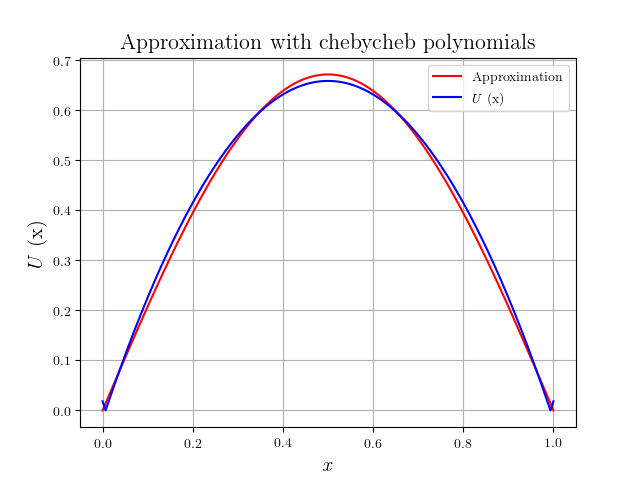 Approximation with chebycheb polynomials
Approximation
U (x)
0.7
0.6
0.5
0.4
0.3
0.2
0.1
0.0
U (x)
0.0 0.2 0.4 0.6 0.8 1.0
x